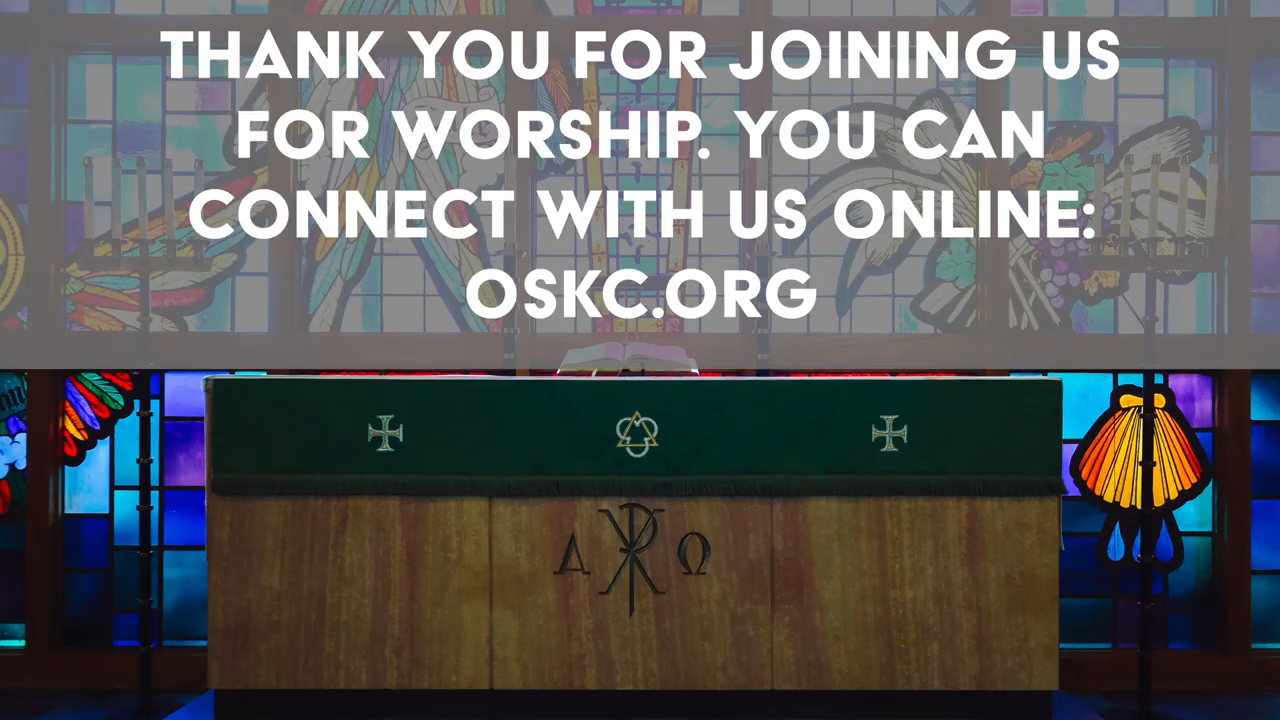 THANK YOU FOR JOINING US
FOR WORSHIP. YOU CAN
CONNECT WITH US ONLINE:
OSKC.ORG
Α ☧ Ω